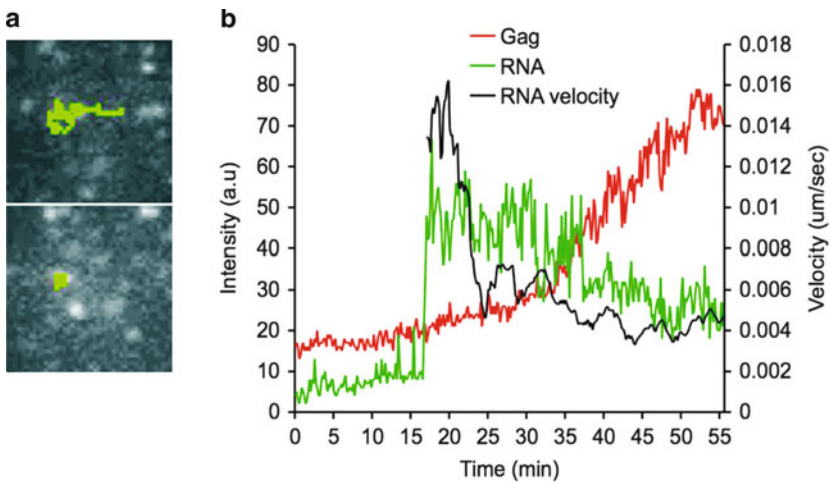 a
b
Gag
RNA
RNA velocity
Intensity (a.u)
90
80
70
60
50
40
30
20
10
0
0.018
0.016
0.014
0.012
0.01
0.008
0.006
0.004
0.002
0
Velocity (um/sec)
0 5 10 15 20 25 30 35 40 45 50 55
Time (min)